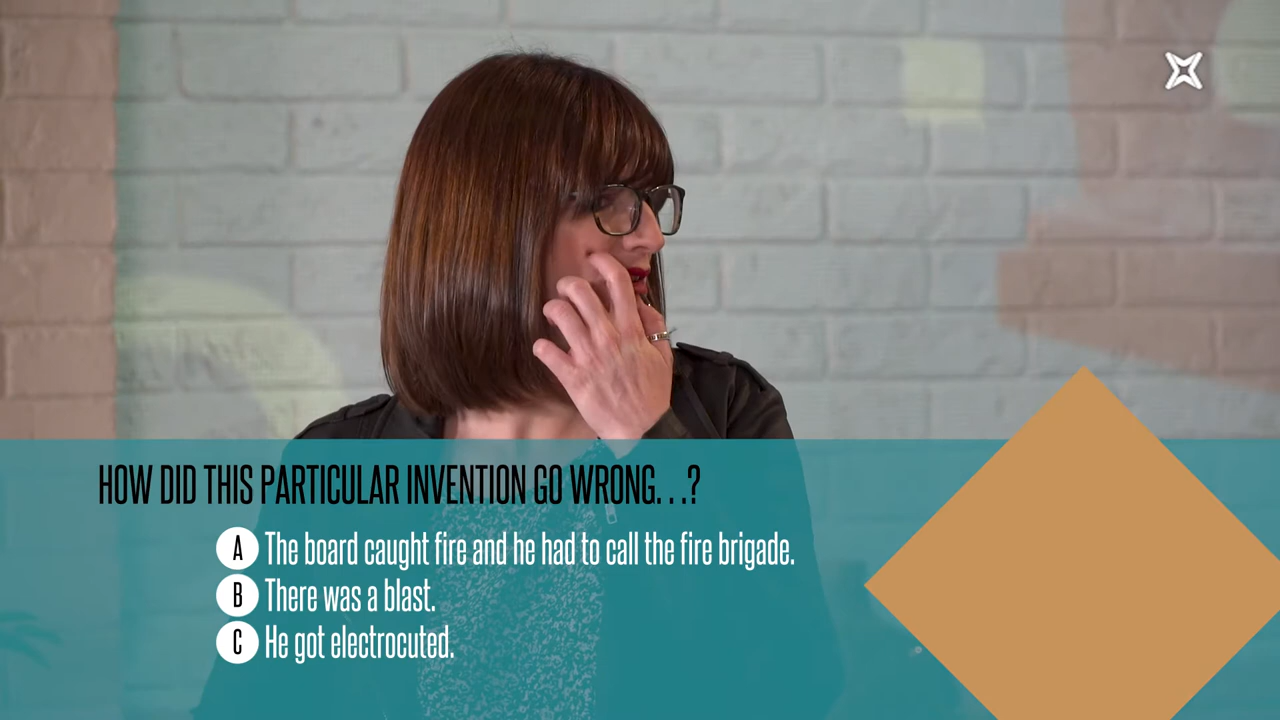 HOW DID THIS PARTICULAR INVENTION GO WRONG. . .?
A The board caught fire and he had to call the fire brigade.
B There was a blast.
C He got electrocuted.